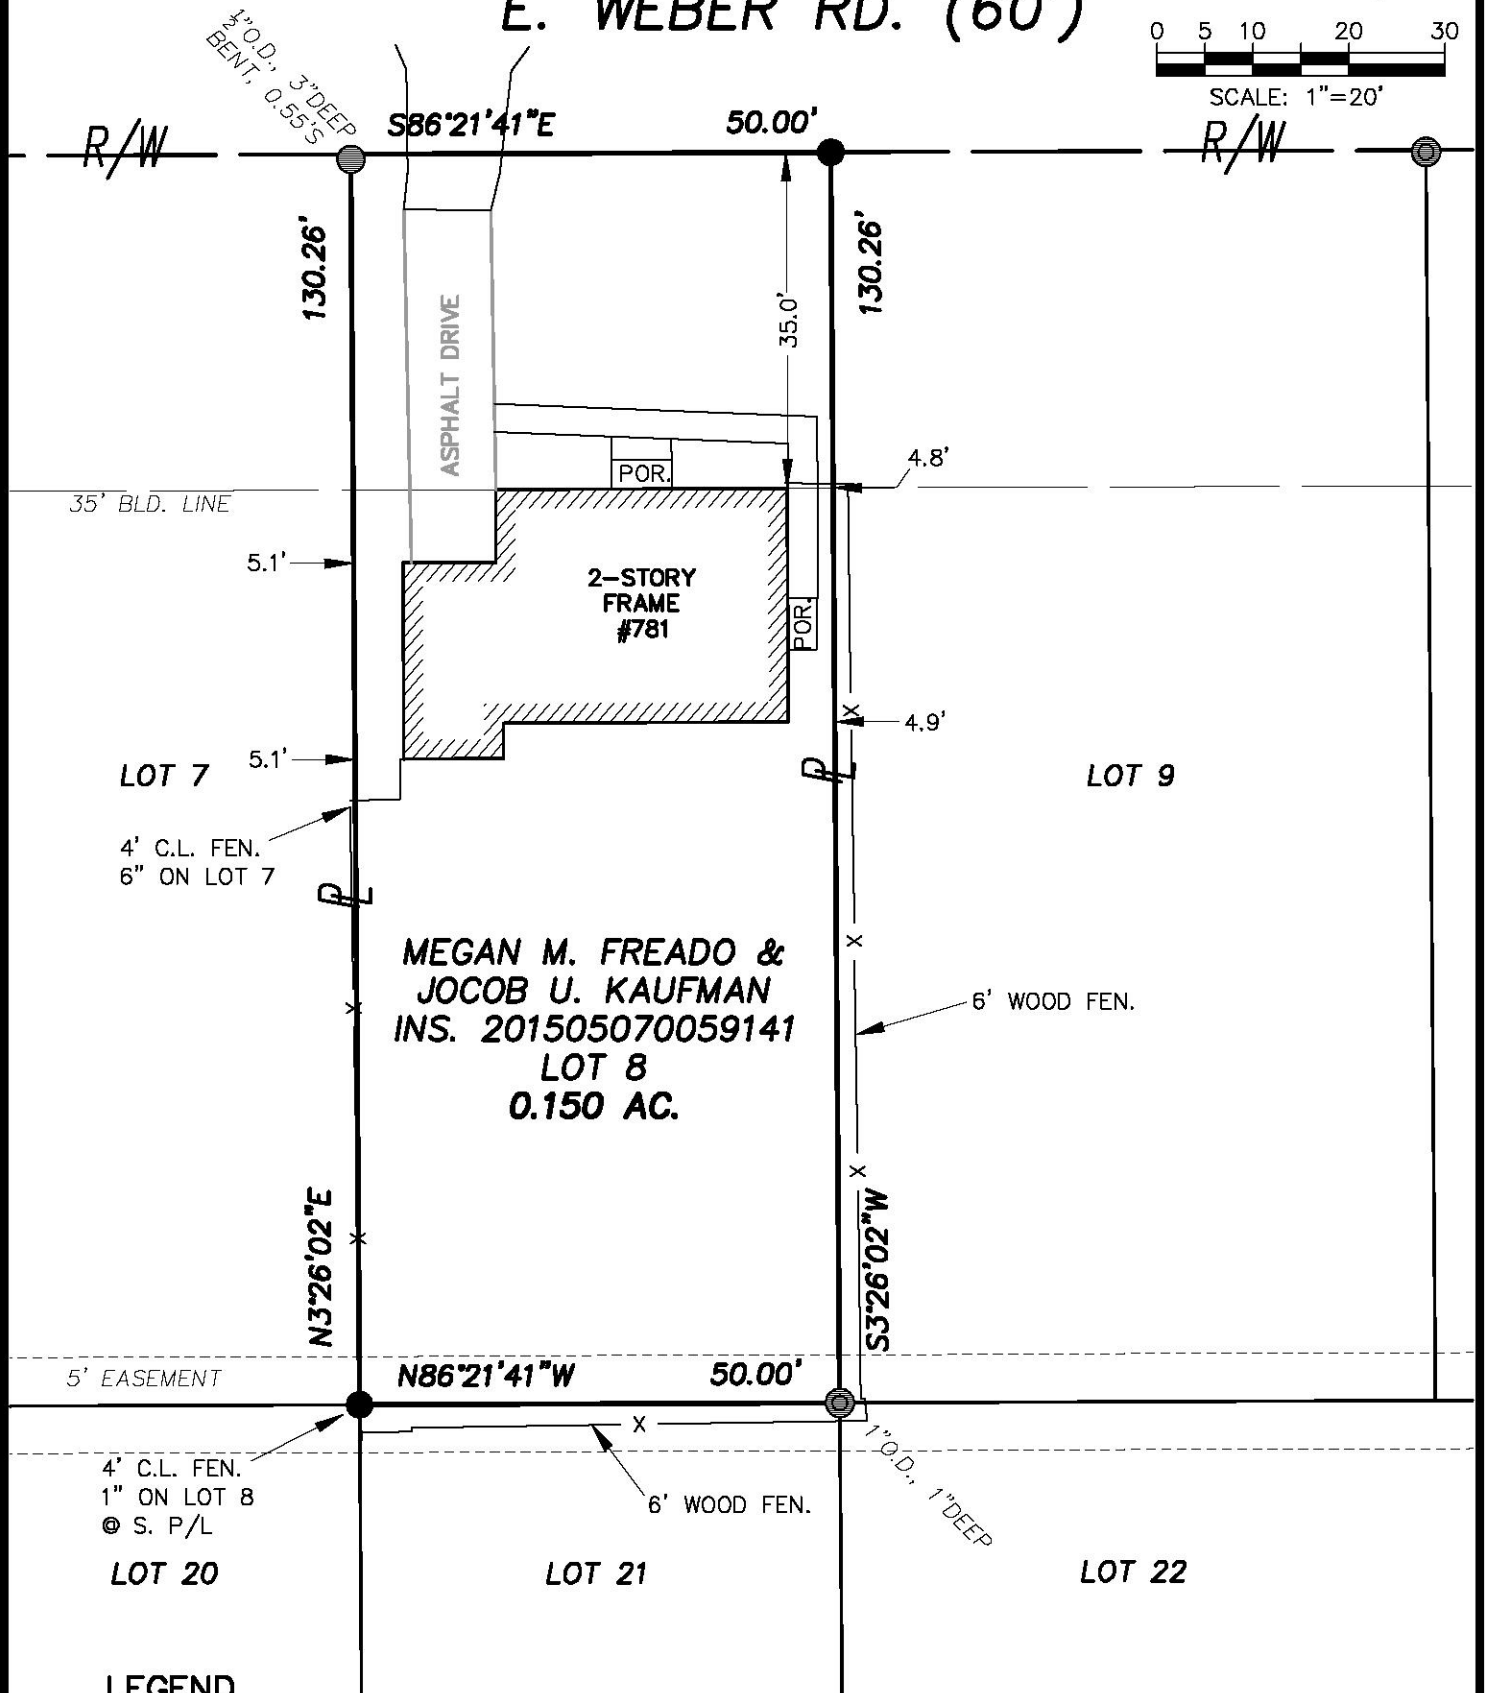 E. WEBER RD. (60')
0 5 10 20 30
SCALE: 1"=20'
½"O.D., 3"DEEP
BENT, 0.55'S
R/W
S86°21'41"E 50.00'
R/W
130.26'
130.26'
35.0'
ASPHALT DRIVE
POR.
4.8'
35' BLD. LINE
5.1'
2-STORY
FRAME
#781
POR.
4.9'
5.1'
LOT 7
P/L
LOT 9
4' C.L. FEN.
6" ON LOT 7
P/L
MEGAN M. FREADO &
JOCOB U. KAUFMAN
INS. 201505070059141
LOT 8
0.150 AC.
6' WOOD FEN.
N3°26'02"E
S3°26'02"W
5' EASEMENT
N86°21'41"W 50.00'
4' C.L. FEN.
1" ON LOT 8
@ S. P/L
6' WOOD FEN.
1"O.D., 1"DEEP
LOT 20
LOT 21
LOT 22
LEGEND